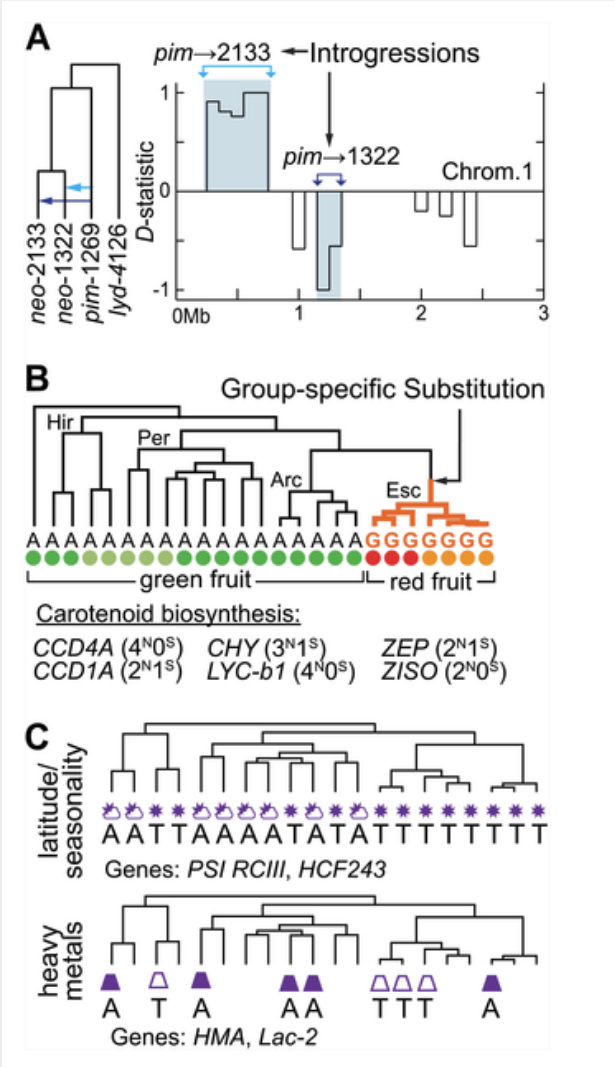 A
pim→2133 ←Introgressions
pim→1322
Chrom.1
D-statistic
1
0
-1
0Mb 1 2 3
neo-2133
neo-1322
pim-1269
lyd-4126
B
Group-specific Substitution
Hir
Per
Arc
Esc
A A A A A A A A A A A A A A A A A A G G G G G G G
green fruit red fruit
Carotenoid biosynthesis:
CCD4A (4ᴺ0ˢ) CHY (3ᴺ1ˢ) ZEP (2ᴺ1ˢ)
CCD1A (2ᴺ1ˢ) LYC-b1 (4ᴺ0ˢ) ZISO (2ᴺ0ˢ)
C
latitude/
seasonality
A A T T A A A A T A T A T T T T T T T T
Genes: PSI RCIII, HCF243
heavy
metals
A T A A A T T T A
Genes: HMA, Lac-2